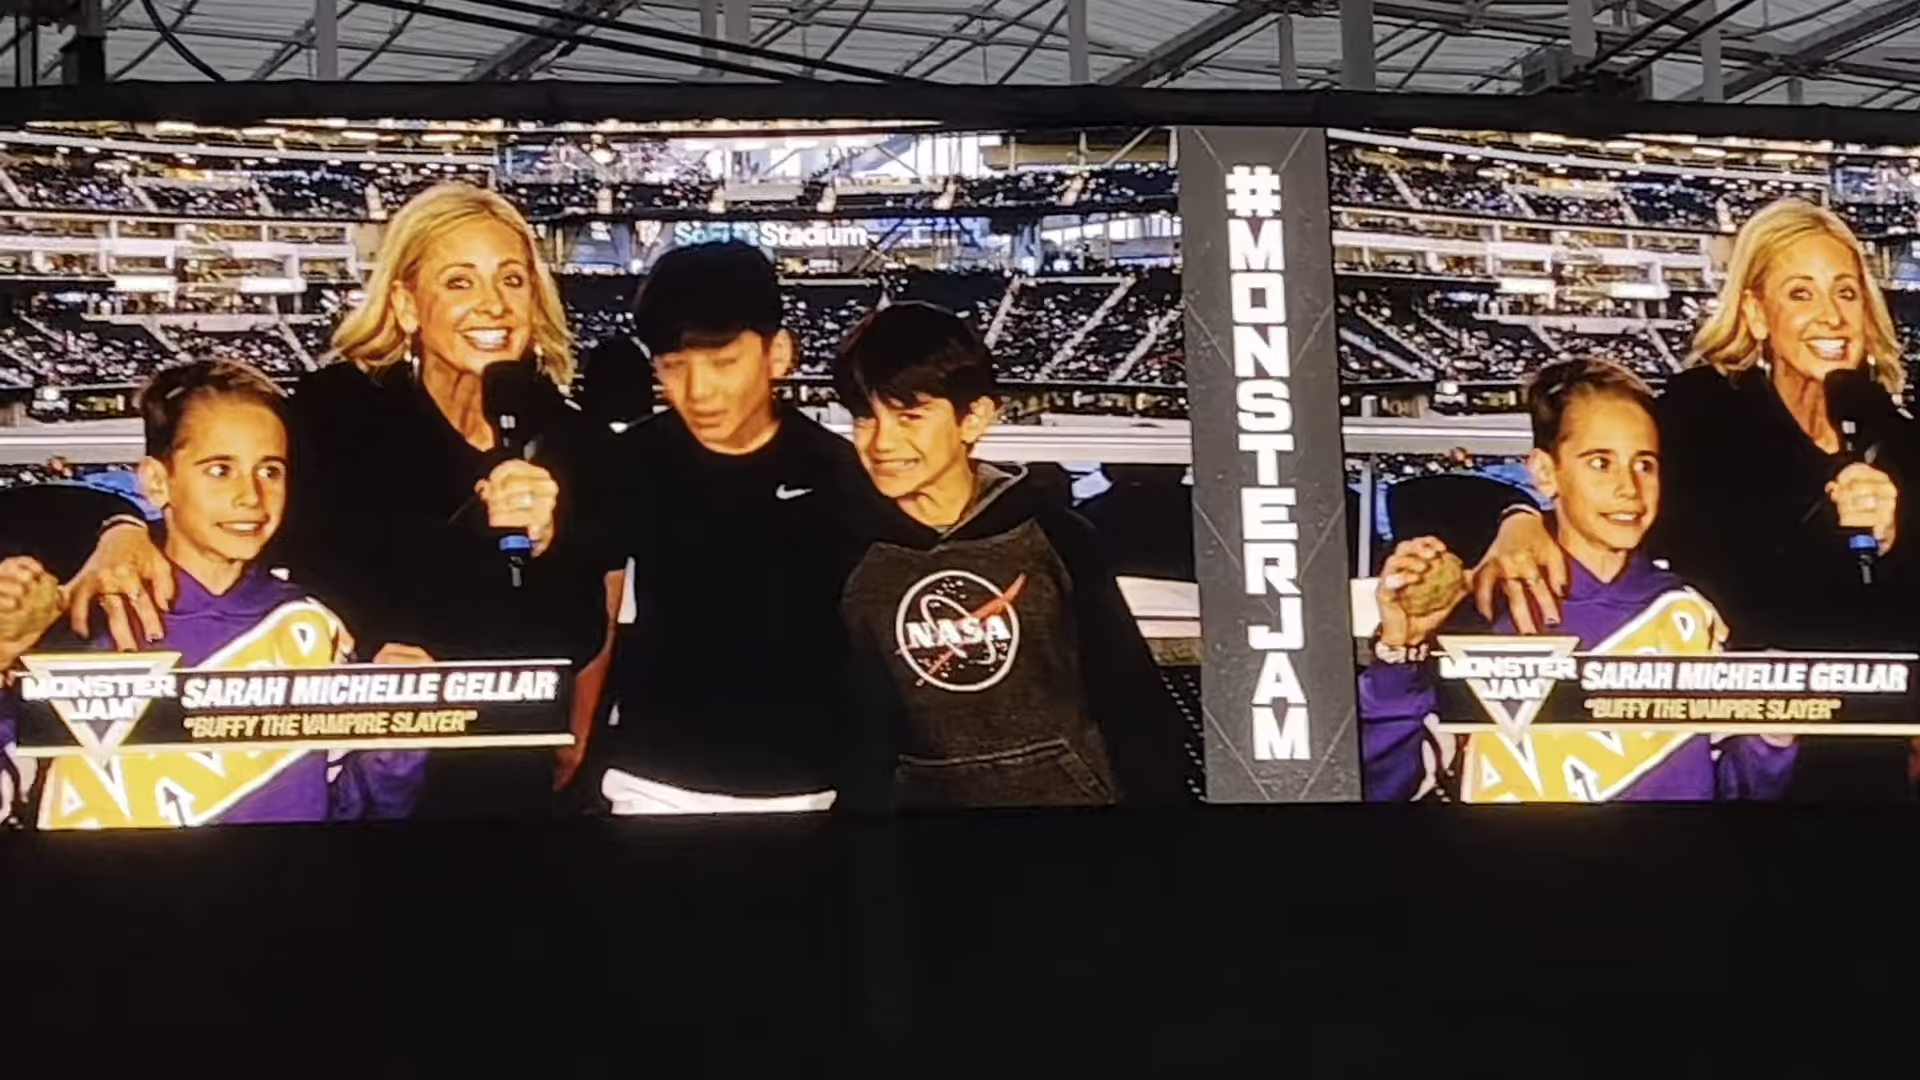 SoFi Stadium
NASA
MONSTER
JAM
SARAH MICHELLE GELLAR
"BUFFY THE VAMPIRE SLAYER"
#MONSTERJAM
MONSTER
JAM
SARAH MICHELLE GELLAR
"BUFFY THE VAMPIRE SLAYER"